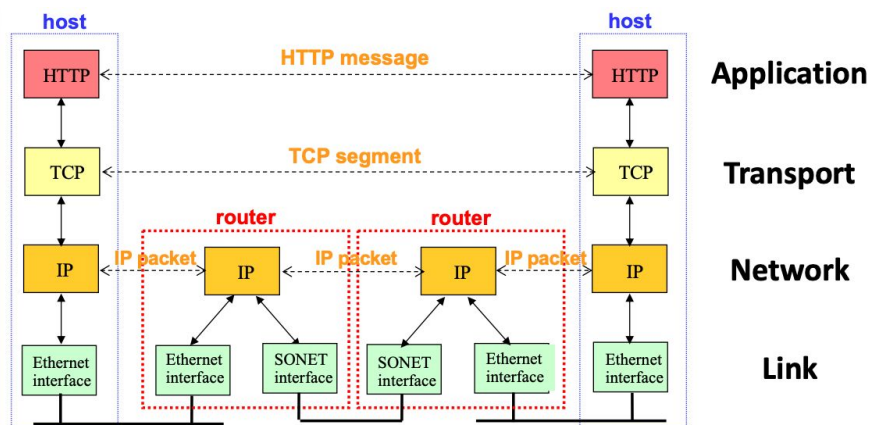 host
host
HTTP
HTTP message
HTTP
Application
TCP
TCP segment
TCP
Transport
router
router
IP
IP packet
IP
IP packet
IP
IP packet
IP
Network
Ethernet
interface
Ethernet
interface
SONET
interface
SONET
interface
Ethernet
interface
Ethernet
interface
Link